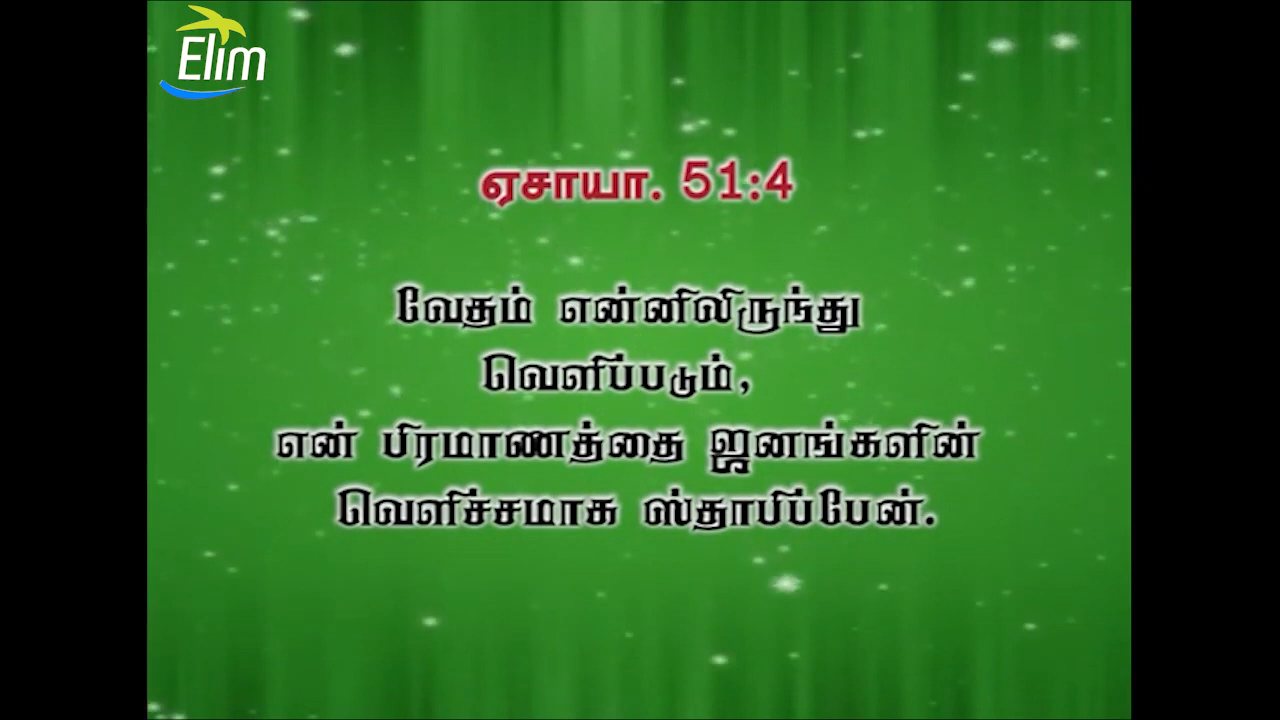 Elim
ஏசாயா. 51:4
வேதம் என்னிலிருந்து
வெளிப்படும்,
என் பிரமாணத்தை ஜனங்களின்
வெளிச்சமாக ஸ்தாபிப்பேன்.